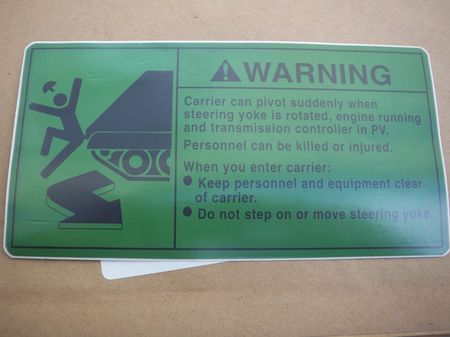 WARNING
Carrier can pivot suddenly when
steering yoke is rotated, engine running
and transmission controller in PV.
Personnel can be killed or injured.
When you enter carrier:
● Keep personnel and equipment clear
of carrier.
● Do not step on or move steering yoke.